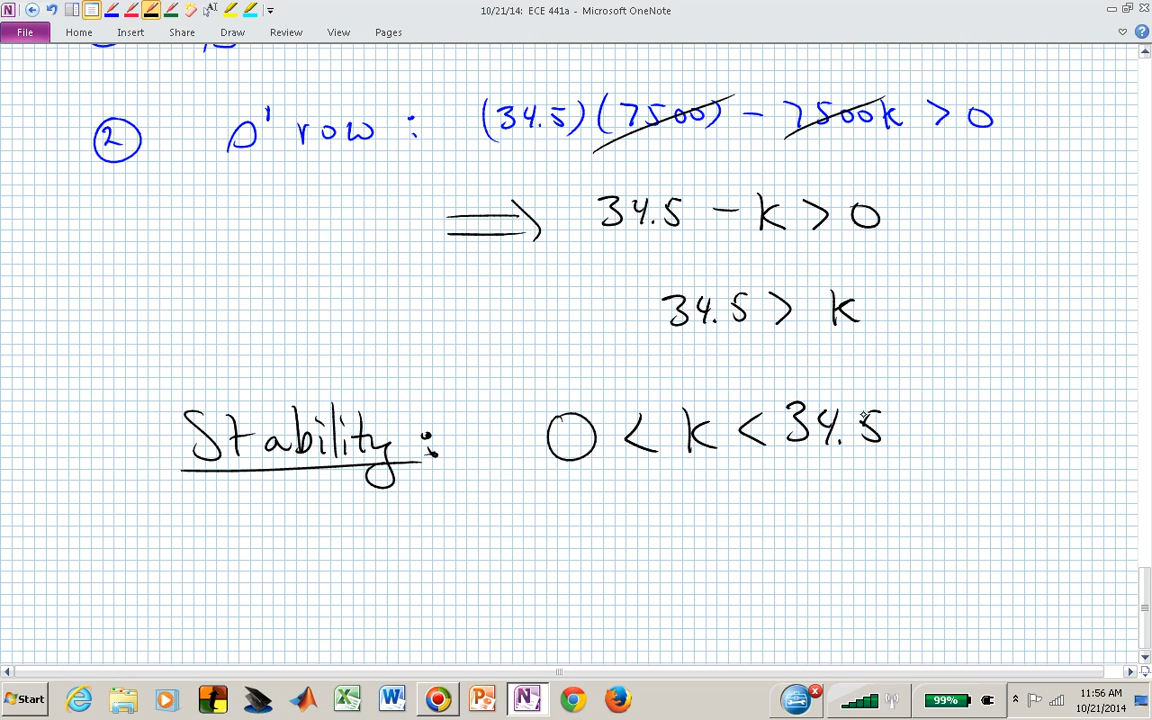 10/21/14: ECE 441a - Microsoft OneNote
File Home Insert Share Draw Review View Pages
② s¹ row : (34.5)(7500) - 7500k > 0
⟹ 34.5 - k > 0
34.5 > k
Stability: 0 < k < 34.5
Start
99%
11:56 AM
10/21/2014